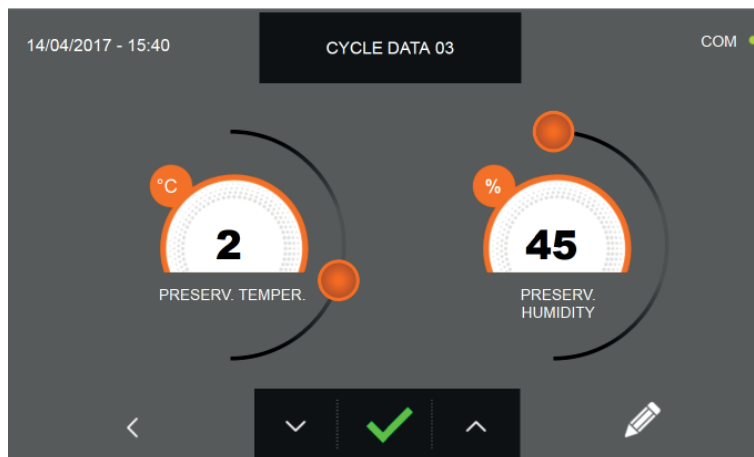 14/04/2017 - 15:40
CYCLE DATA 03
COM
°C
2
PRESERV. TEMPER.
%
45
PRESERV.
HUMIDITY